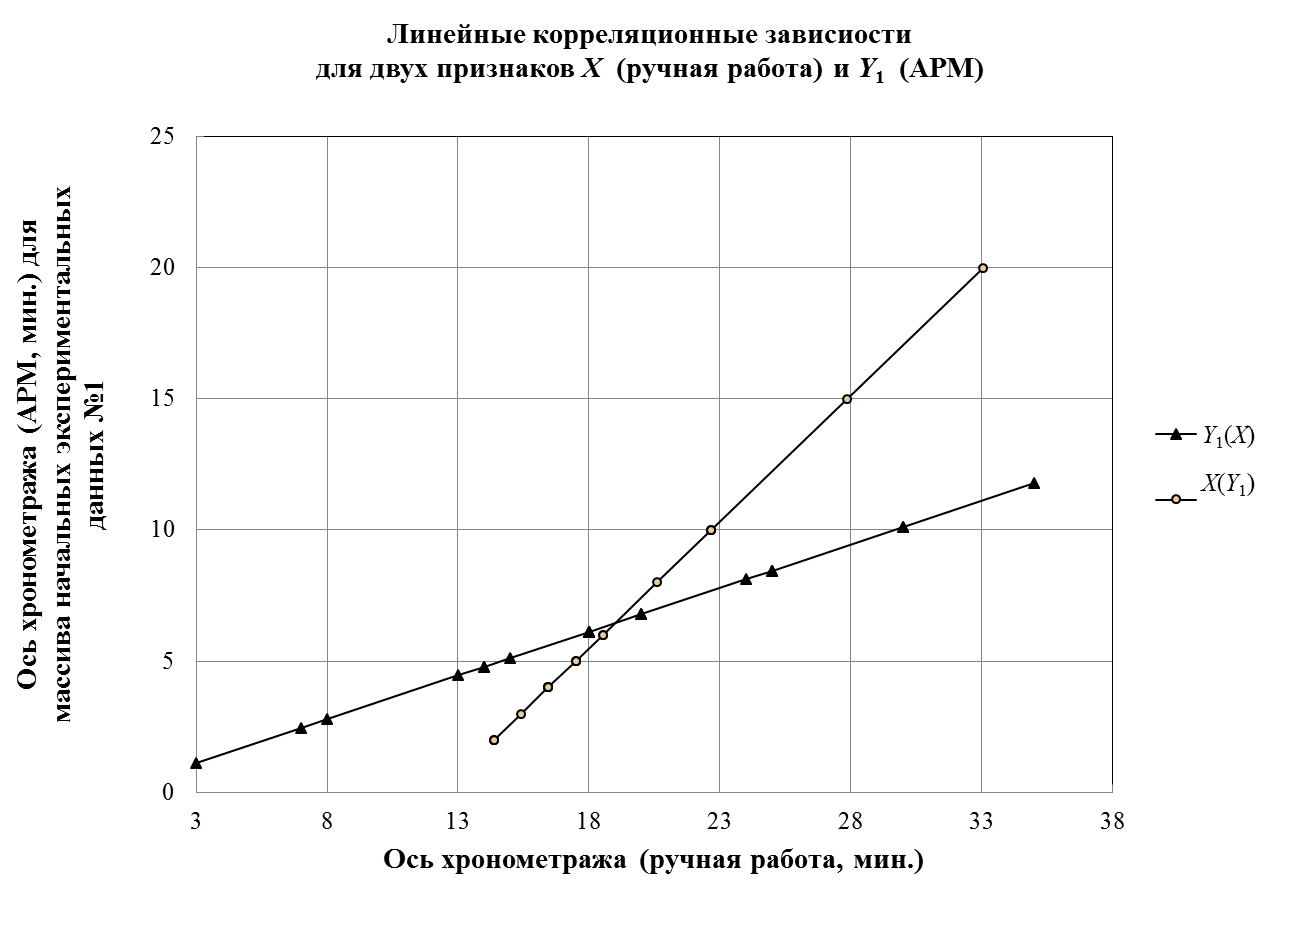 Линейные корреляционные зависиости
для двух признаков X (ручная работа) и Y1 (АРМ)
Ось хронометража (АРМ, мин.) для
массива начальных экспериментальных
данных №1
25
20
15
10
5
0
3 8 13 18 23 28 33 38
Ось хронометража (ручная работа, мин.)
Y1(X)
X(Y1)